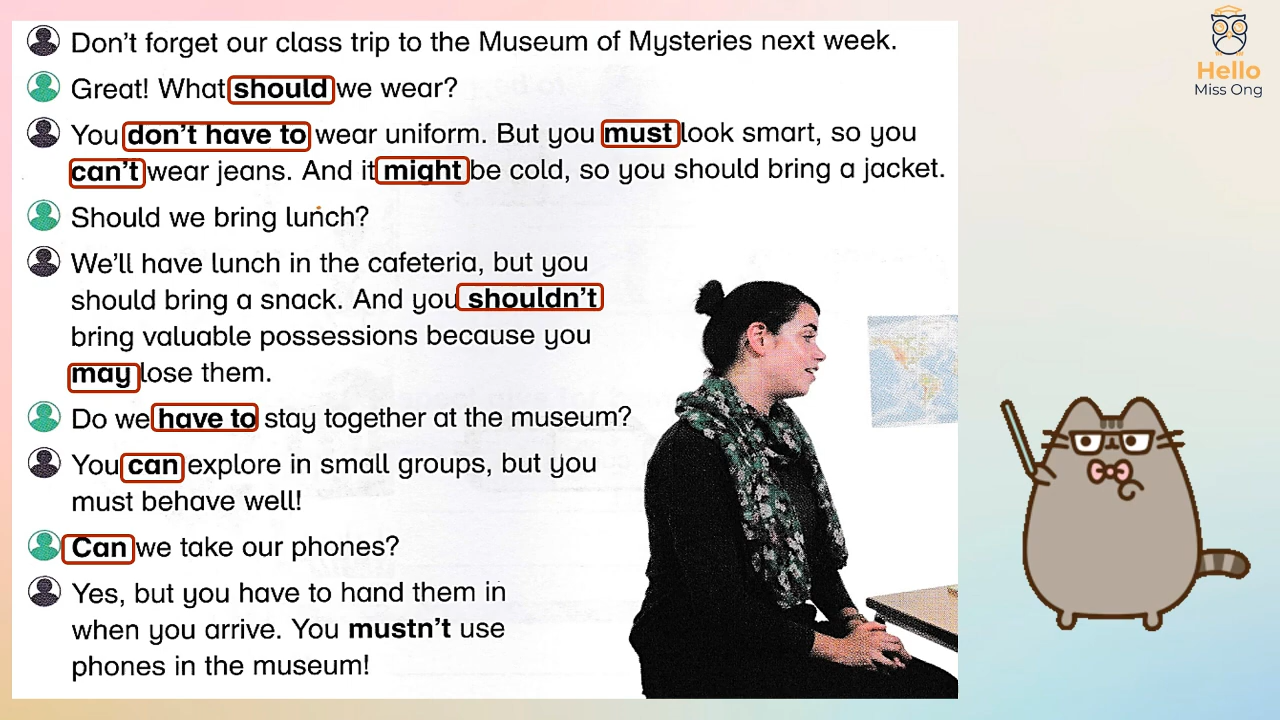 Don't forget our class trip to the Museum of Mysteries next week.
Great! What should we wear?
You don't have to wear uniform. But you must look smart, so you
can't wear jeans. And it might be cold, so you should bring a jacket.
Should we bring lunch?
We'll have lunch in the cafeteria, but you
should bring a snack. And you shouldn't
bring valuable possessions because you
may lose them.
Do we have to stay together at the museum?
You can explore in small groups, but you
must behave well!
Can we take our phones?
Yes, but you have to hand them in
when you arrive. You mustn't use
phones in the museum!
Hello
Miss Ong